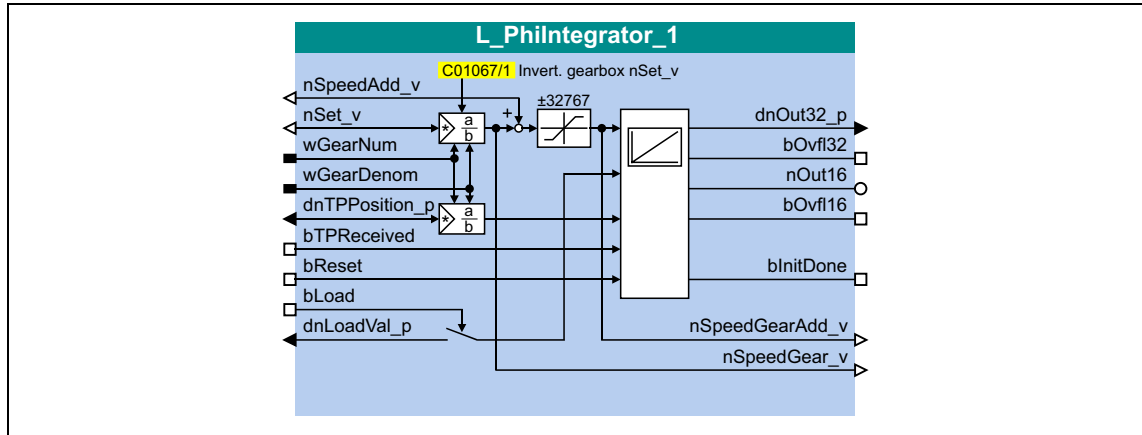 L_PhiIntegrator_1
C01067/1 Invert. gearbox nSet_v
nSpeedAdd_v
±32767
+
nSet_v
* a/b
dnOut32_p
wGearNum
bOvfl32
wGearDenom
nOut16
dnTPPosition_p
* a/b
bOvfl16
bTPReceived
bReset
bInitDone
bLoad
dnLoadVal_p
nSpeedGearAdd_v
nSpeedGear_v